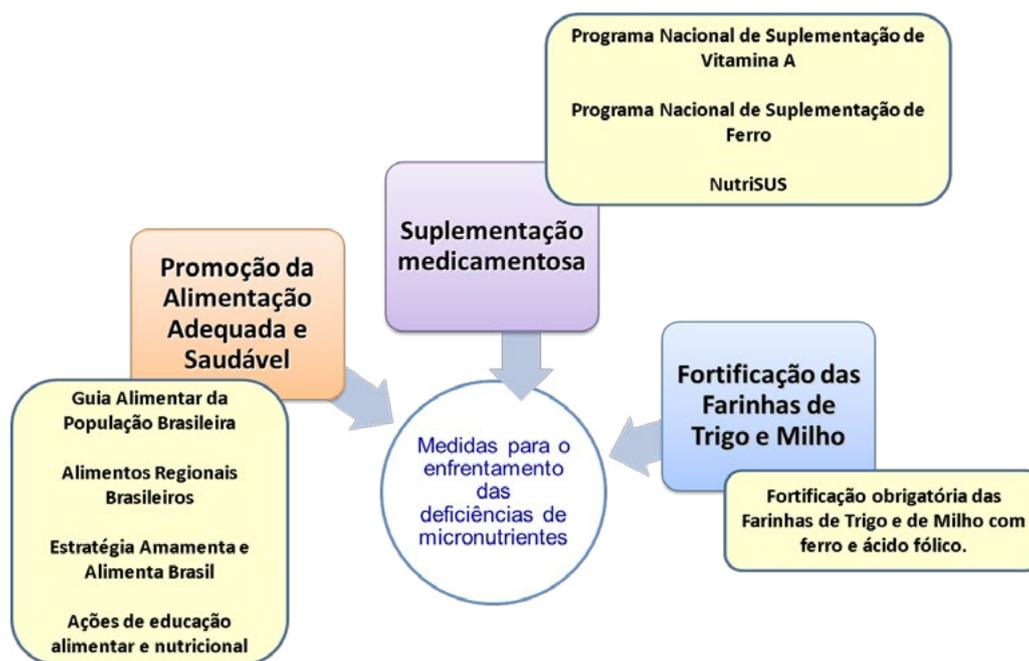 Programa Nacional de Suplementação de
Vitamina A
Programa Nacional de Suplementação de
Ferro
NutriSUS
Suplementação
medicamentosa
Promoção da
Alimentação
Adequada e
Saudável
Guia Alimentar da
População Brasileira
Alimentos Regionais
Brasileiros
Estratégia Amamenta e
Alimenta Brasil
Ações de educação
alimentar e nutricional
Medidas para o
enfrentamento
das
deficiências de
micronutrientes
Fortificação das
Farinhas de
Trigo e Milho
Fortificação obrigatória das
Farinhas de Trigo e de Milho com
ferro e ácido fólico.